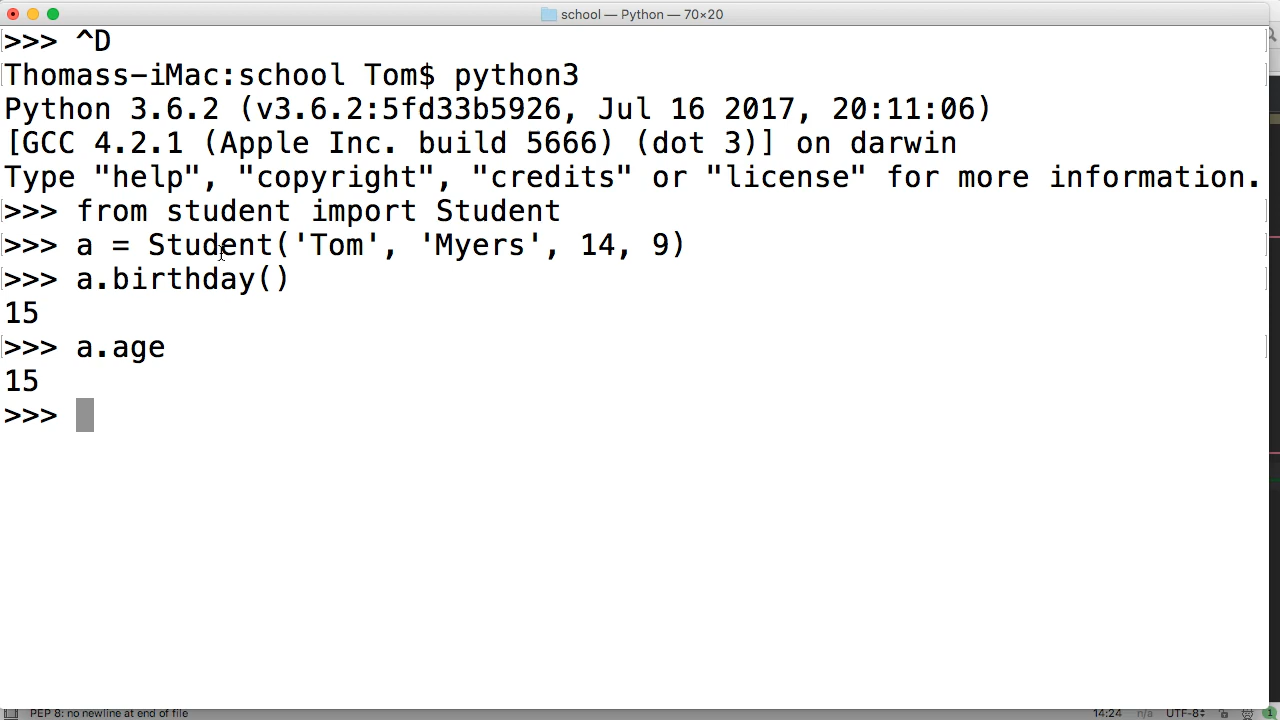 school — Python — 70×20
>>> ^D
Thomass-iMac:school Tom$ python3
Python 3.6.2 (v3.6.2:5fd33b5926, Jul 16 2017, 20:11:06)
[GCC 4.2.1 (Apple Inc. build 5666) (dot 3)] on darwin
Type "help", "copyright", "credits" or "license" for more information.
>>> from student import Student
>>> a = Student('Tom', 'Myers', 14, 9)
>>> a.birthday()
15
>>> a.age
15
>>>
PEP 8: no newline at end of file 14:24 n/a UTF-8 1